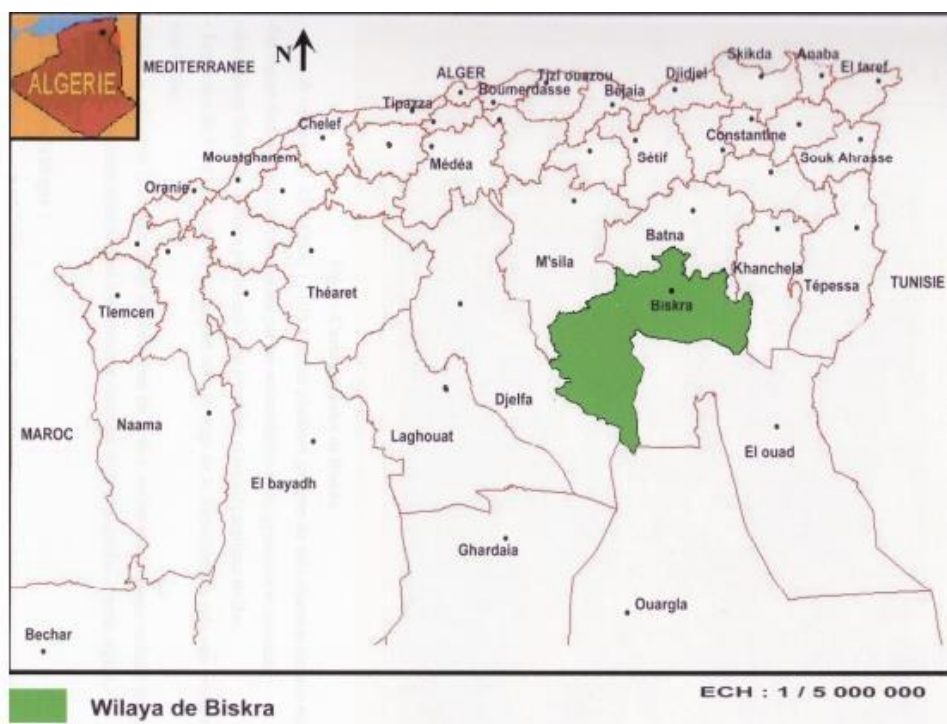 ALGERIE
MEDITERRANEE
N
Skikda
Anaba
El taref
ALGER
Tizi ouazou
Djidjel
Boumerdasse
Béjaia
Tipazza
Chelef
Constantine
Médéa
Sétif
Souk Ahrasse
Mouatghanem
Oranie
Batna
M'sila
Khanchela
Théaret
Tépessa
TUNISIE
Tlemcen
Biskra
Djelfa
MAROC
Naama
Laghouat
El ouad
El bayadh
Ghardaia
Ouargla
Bechar
Wilaya de Biskra
ECH : 1 / 5 000 000